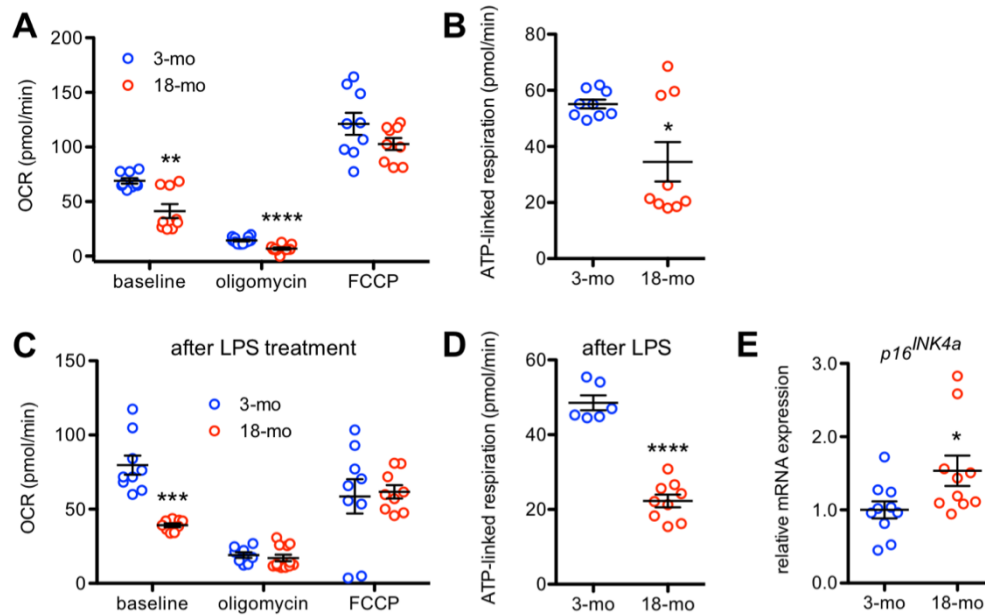 A
OCR (pmol/min)
200
150
100
50
0
3-mo
18-mo
**
****
baseline
oligomycin
FCCP
B
ATP-linked respiration (pmol/min)
80
60
40
20
0
*
3-mo
18-mo
C
after LPS treatment
OCR (pmol/min)
150
100
50
0
3-mo
18-mo
***
baseline
oligomycin
FCCP
D
after LPS
ATP-linked respiration (pmol/min)
60
40
20
0
****
3-mo
18-mo
E
p16^INK4a
relative mRNA expression
3.0
2.0
1.0
0.0
*
3-mo
18-mo